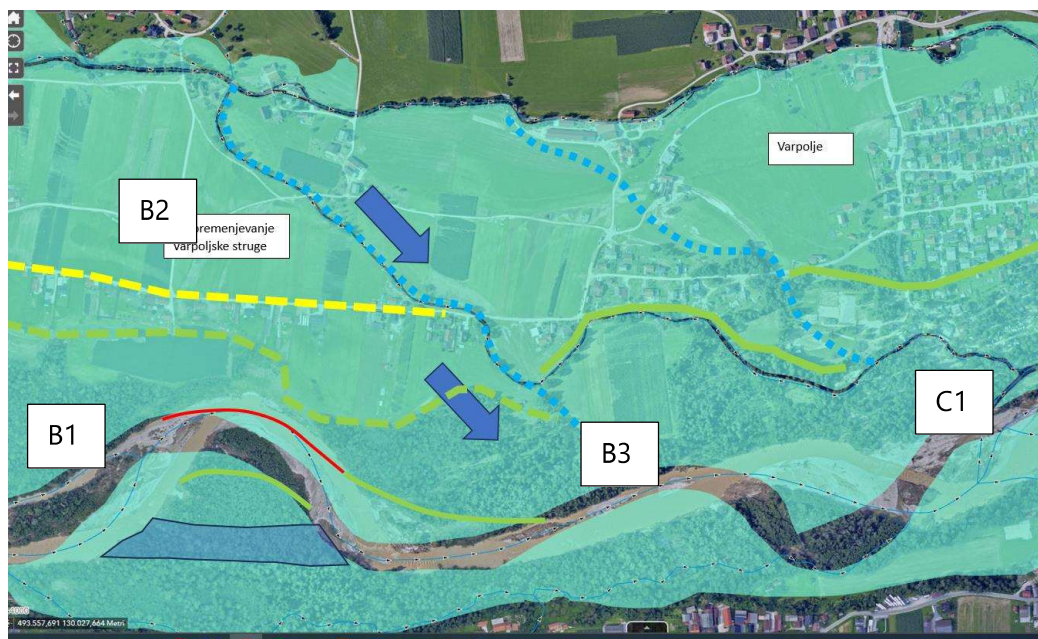 Varpolje
B2
premenjevanje
Varpoljske struge
B1
C1
B3
493.557,691 130.027,664 Metri